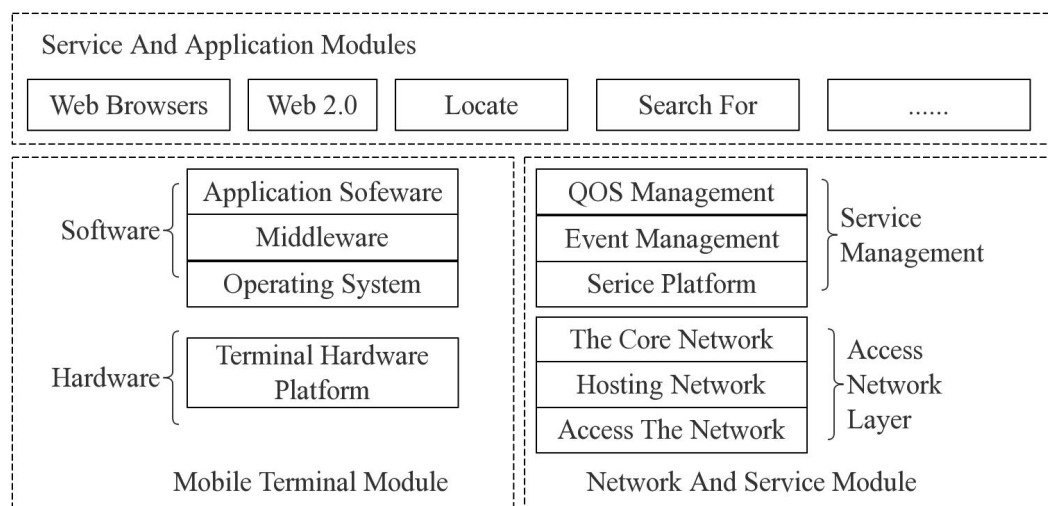 Service And Application Modules
Web Browsers
Web 2.0
Locate
Search For
......
Software
Application Sofeware
Middleware
Operating System
Hardware
Terminal Hardware
Platform
Mobile Terminal Module
QOS Management
Event Management
Serice Platform
Service
Management
The Core Network
Hosting Network
Access The Network
Access
Network
Layer
Network And Service Module